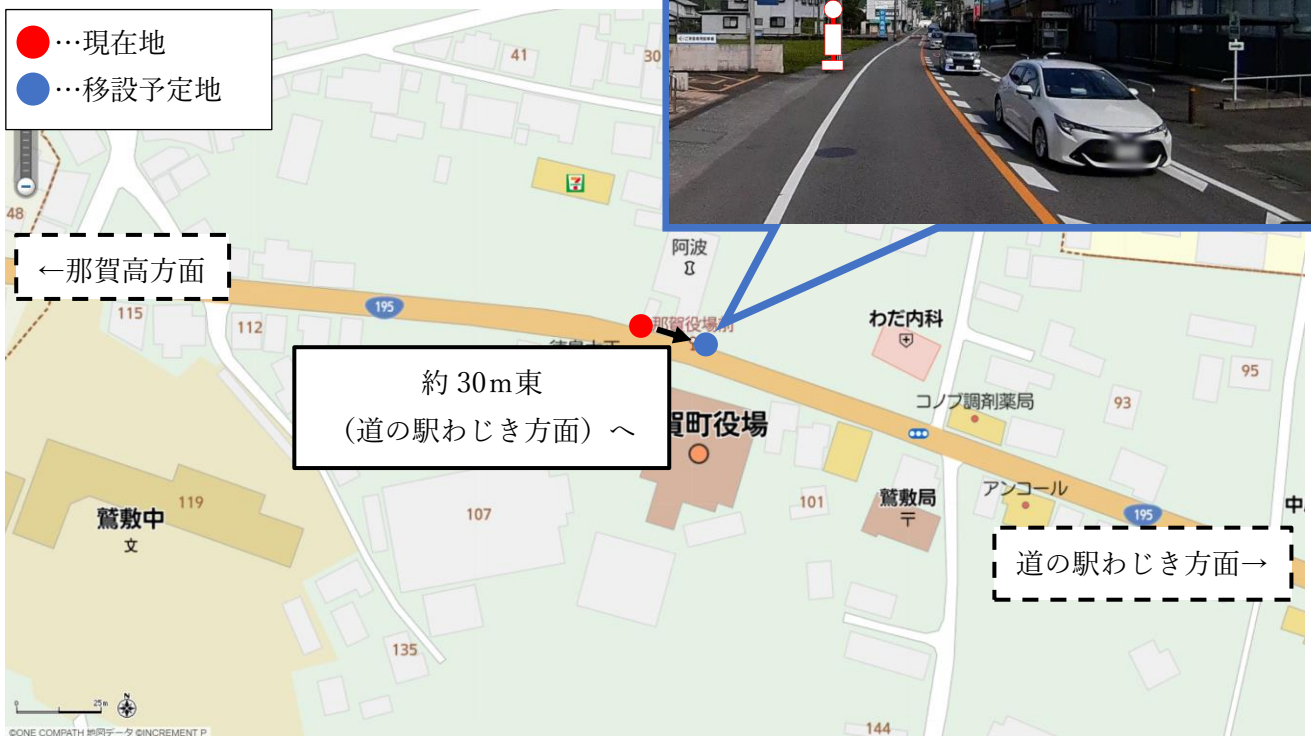 ●…現在地
●…移設予定地
41
30
48
←那賀高方面
阿波
195
115
112
那賀役場前
わだ内科
約 30m東
(道の駅わじき方面)へ
95
コノブ調剤薬局
93
賀町役場
119
鷲敷中
文
107
101
鷲敷局
〒
アンコール
195
中
道の駅わじき方面→
135
144
0
25m
N
©ONE COMPATH 地図データ ©INCREMENT P